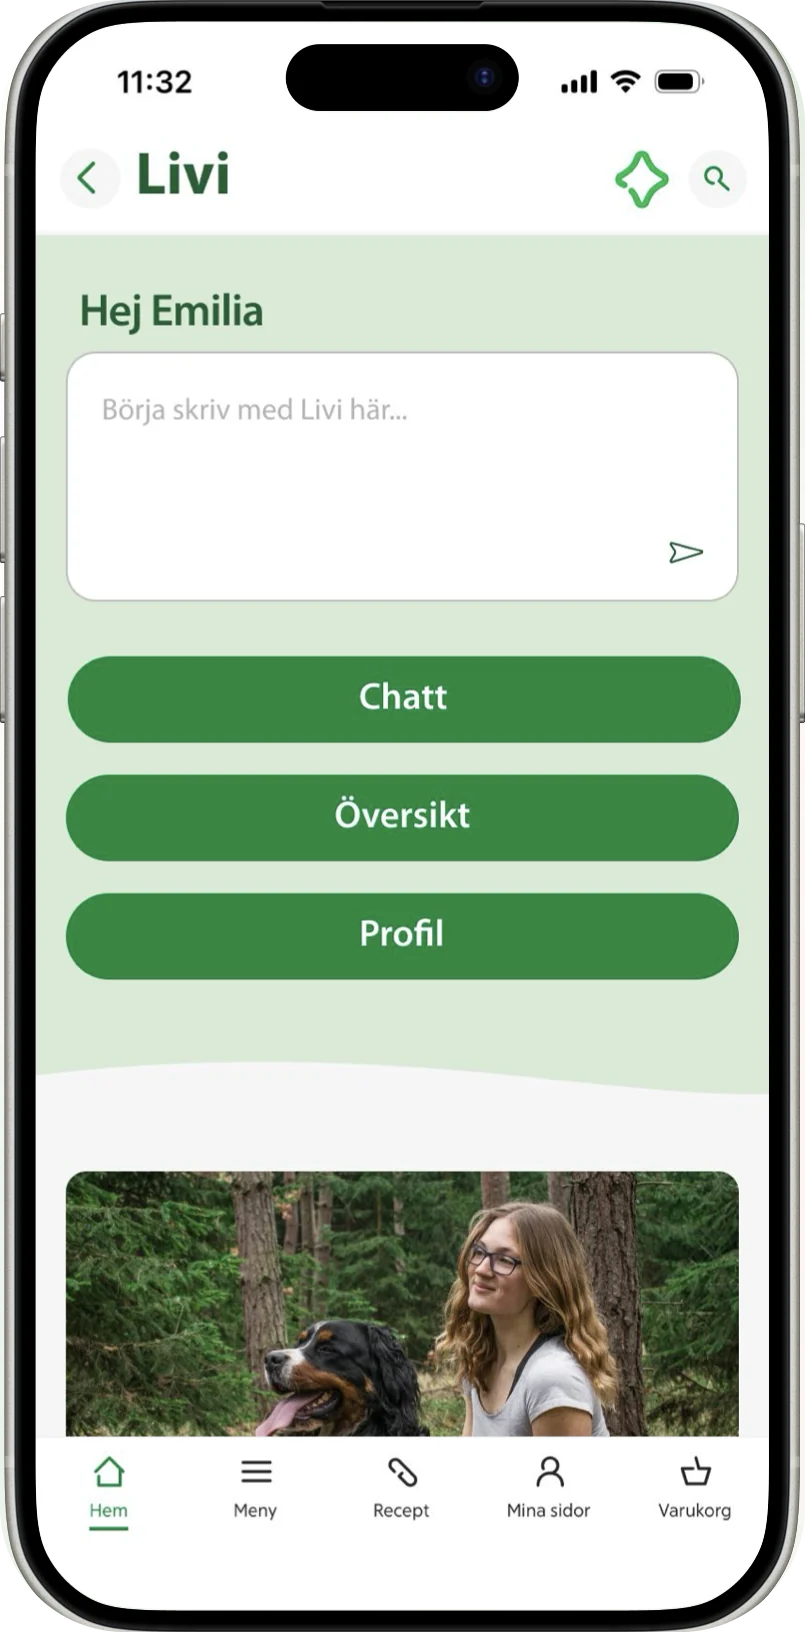 11:32
Livi
Hej Emilia
Börja skriv med Livi här...
Chatt
Översikt
Profil
Hem
Meny
Recept
Mina sidor
Varukorg